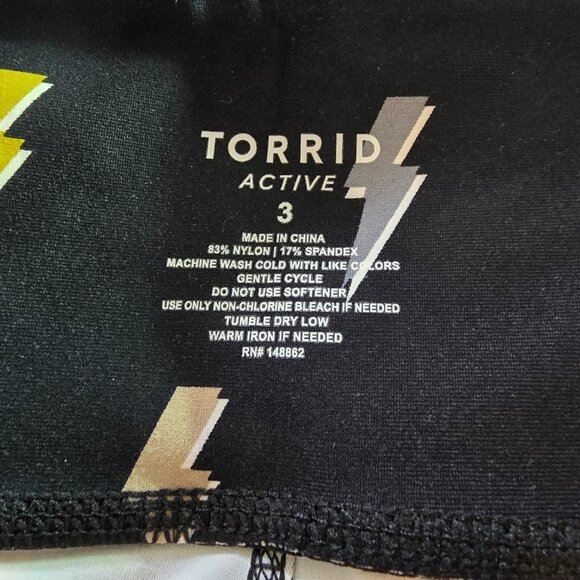 TORRID
ACTIVE
3
MADE IN CHINA
83% NYLON | 17% SPANDEX
MACHINE WASH COLD WITH LIKE COLORS
GENTLE CYCLE
DO NOT USE SOFTENER
USE ONLY NON-CHLORINE BLEACH IF NEEDED
TUMBLE DRY LOW
WARM IRON IF NEEDED
RN# 148862